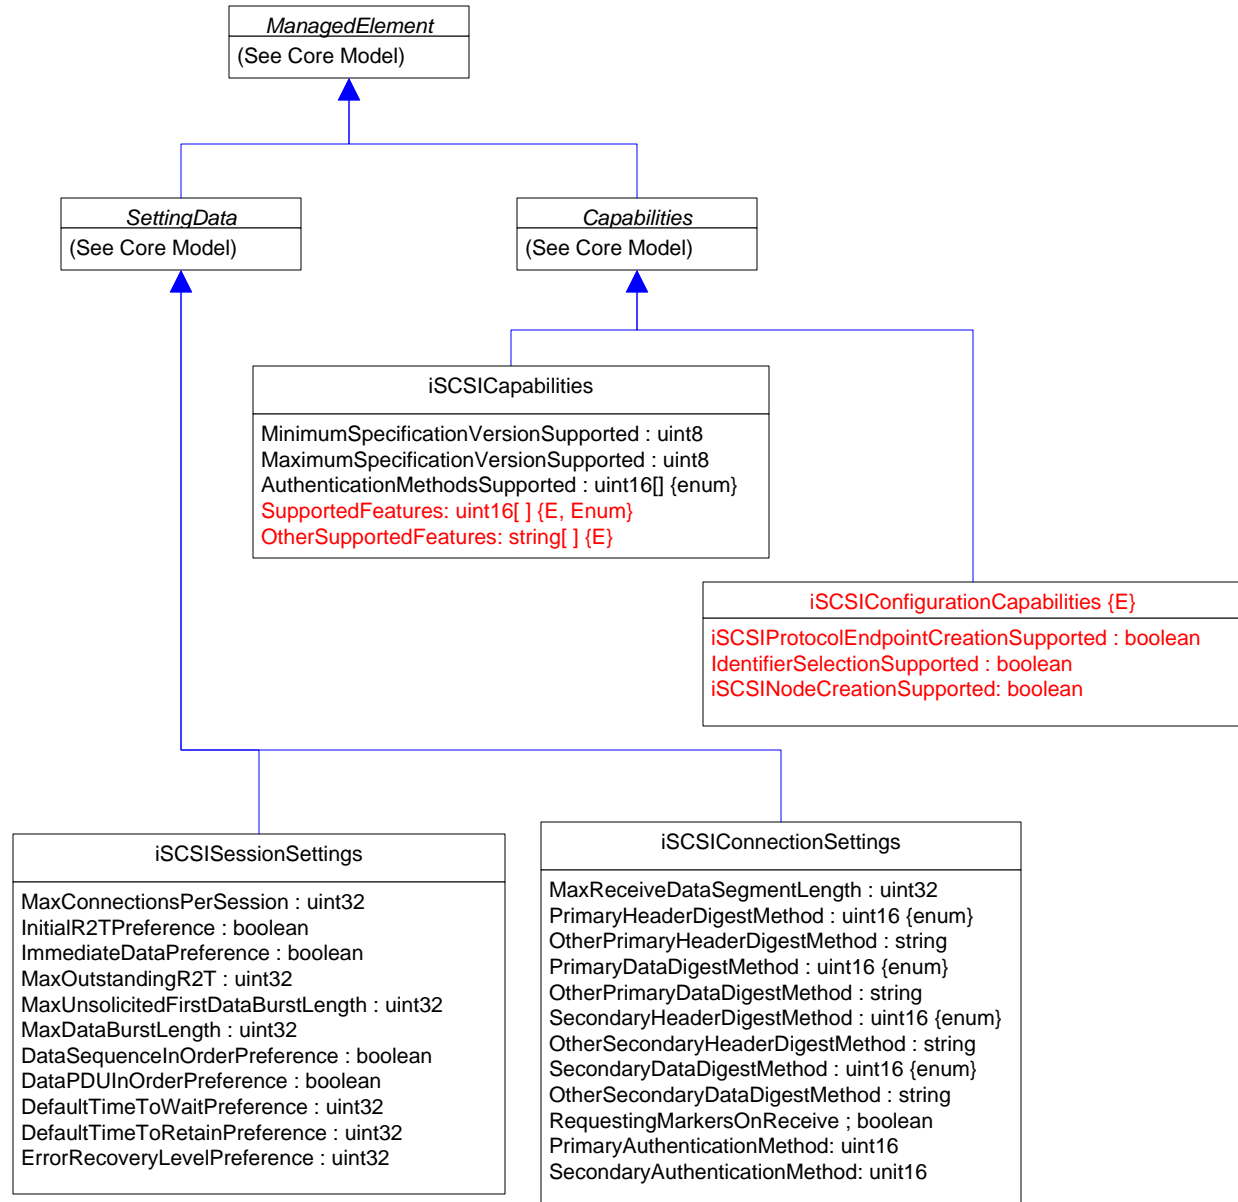 ManagedElement
(See Core Model)
SettingData
(See Core Model)
Capabilities
(See Core Model)
iSCSICapabilities
MinimumSpecificationVersionSupported : uint8
MaximumSpecificationVersionSupported : uint8
AuthenticationMethodsSupported : uint16[] {enum}
SupportedFeatures: uint16[ ] {E, Enum}
OtherSupportedFeatures: string[ ] {E}
iSCSIConfigurationCapabilities {E}
iSCSIProtocolEndpointCreationSupported : boolean
IdentifierSelectionSupported : boolean
iSCSINodeCreationSupported: boolean
iSCSISessionSettings
MaxConnectionsPerSession : uint32
InitialR2TPreference : boolean
ImmediateDataPreference : boolean
MaxOutstandingR2T : uint32
MaxUnsolicitedFirstDataBurstLength : uint32
MaxDataBurstLength : uint32
DataSequenceInOrderPreference : boolean
DataPDUInOrderPreference : boolean
DefaultTimeToWaitPreference : uint32
DefaultTimeToRetainPreference : uint32
ErrorRecoveryLevelPreference : uint32
iSCSIConnectionSettings
MaxReceiveDataSegmentLength : uint32
PrimaryHeaderDigestMethod : uint16 {enum}
OtherPrimaryHeaderDigestMethod : string
PrimaryDataDigestMethod : uint16 {enum}
OtherPrimaryDataDigestMethod : string
SecondaryHeaderDigestMethod : uint16 {enum}
OtherSecondaryHeaderDigestMethod : string
SecondaryDataDigestMethod : uint16 {enum}
OtherSecondaryDataDigestMethod : string
RequestingMarkersOnReceive ; boolean
PrimaryAuthenticationMethod: uint16
SecondaryAuthenticationMethod: unit16